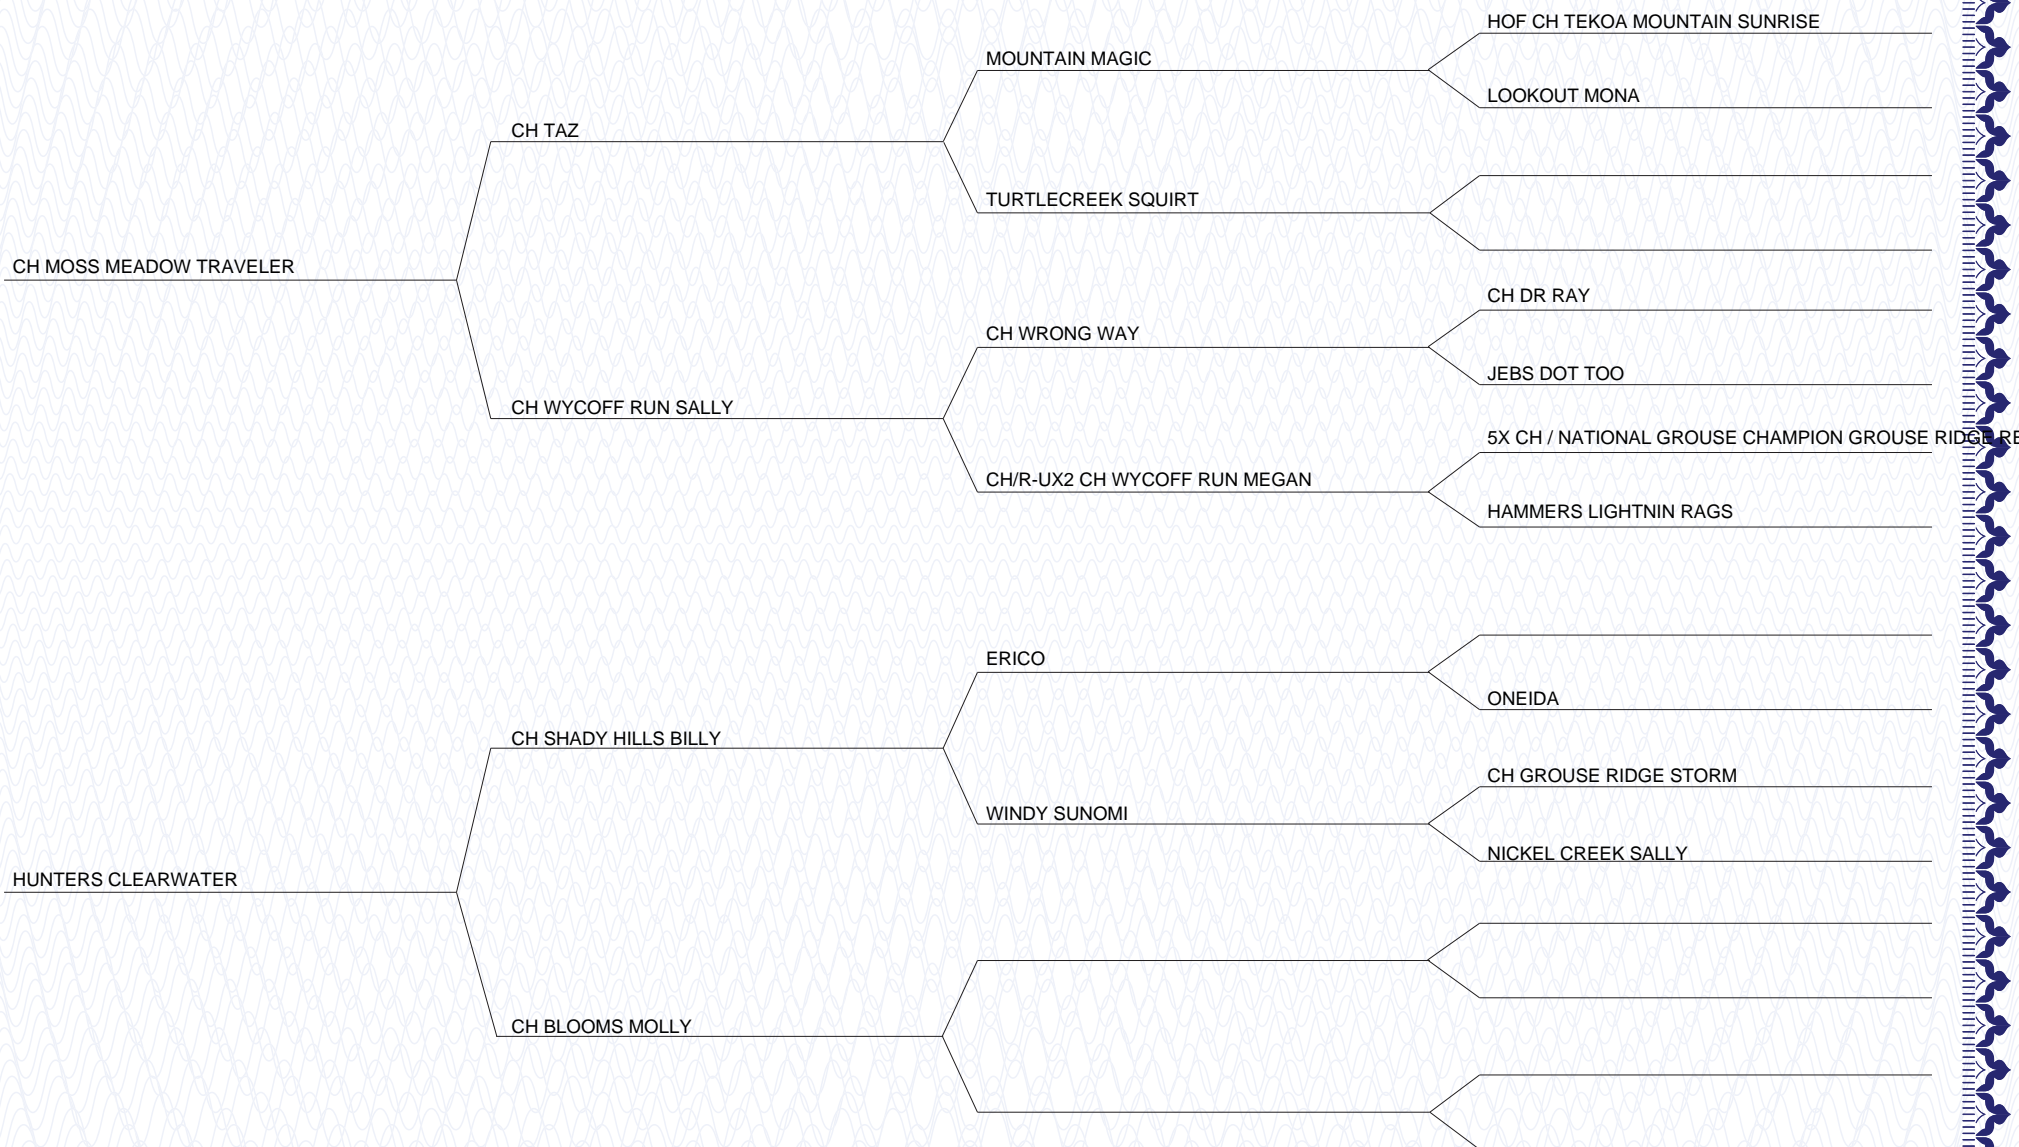 HOF CH TEKOA MOUNTAIN SUNRISE
MOUNTAIN MAGIC
LOOKOUT MONA
CH TAZ
TURTLECREEK SQUIRT
CH MOSS MEADOW TRAVELER
CH DR RAY
CH WRONG WAY
JEBS DOT TOO
CH WYCOFF RUN SALLY
5X CH / NATIONAL GROUSE CHAMPION GROUSE RIDGE RE
CH/R-UX2 CH WYCOFF RUN MEGAN
HAMMERS LIGHTNIN RAGS
ERICO
ONEIDA
CH SHADY HILLS BILLY
CH GROUSE RIDGE STORM
WINDY SUNOMI
NICKEL CREEK SALLY
HUNTERS CLEARWATER
CH BLOOMS MOLLY